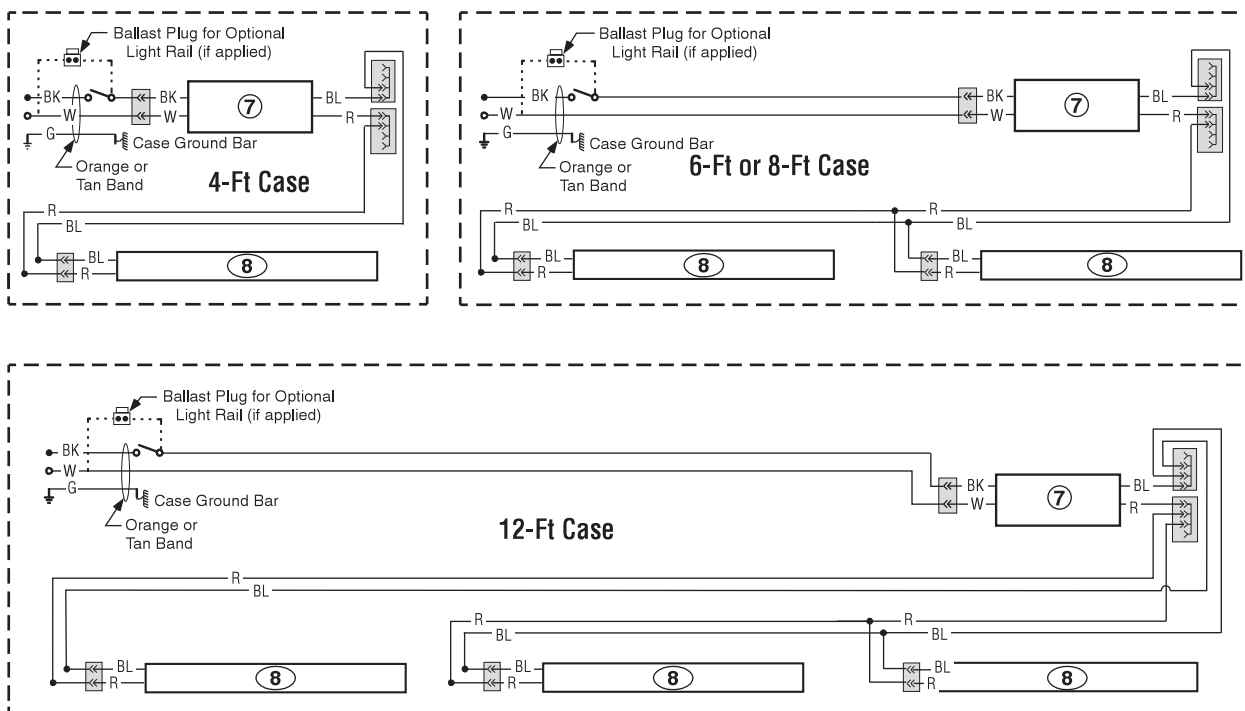 Ballast Plug for Optional
Light Rail (if applied)
BK
BK
BL
W
W
R
7
G
Case Ground Bar
Orange or
Tan Band
4-Ft Case
R
BL
BL
R
8
Ballast Plug for Optional
Light Rail (if applied)
BK
BK
BL
W
W
R
7
G
Case Ground Bar
Orange or
Tan Band
6-Ft or 8-Ft Case
R
R
BL
BL
BL
R
8
BL
R
8
Ballast Plug for Optional
Light Rail (if applied)
BK
W
G
Case Ground Bar
Orange or
Tan Band
BK
W
7
BL
R
12-Ft Case
R
BL
R
R
BL
BL
BL
R
8
BL
R
8
BL
R
8